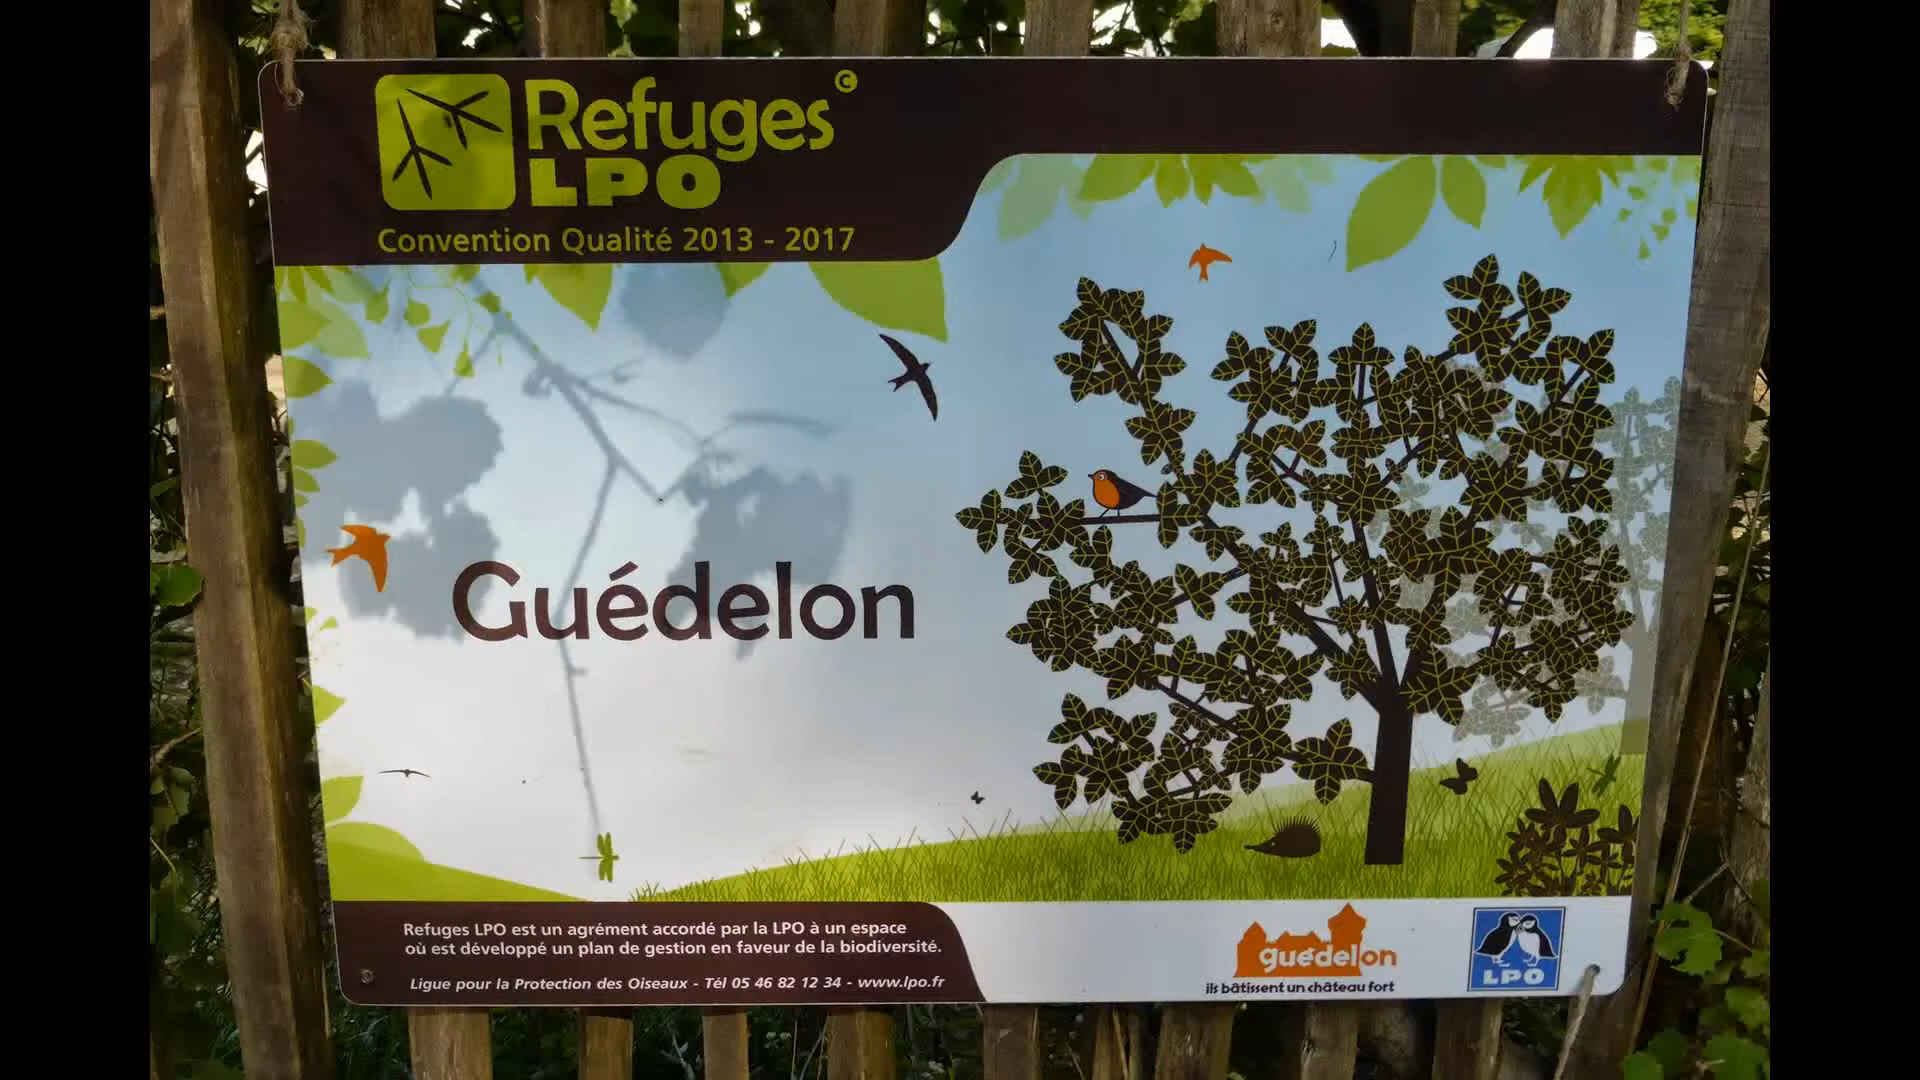 Refuges©
LPO
Convention Qualité 2013 - 2017
Guédelon
Refuges LPO est un agrément accordé par la LPO à un espace
où est développé un plan de gestion en faveur de la biodiversité.
Ligue pour la Protection des Oiseaux - Tél 05 46 82 12 34 - www.lpo.fr
guédelon
ils bâtissent un château fort
LPO